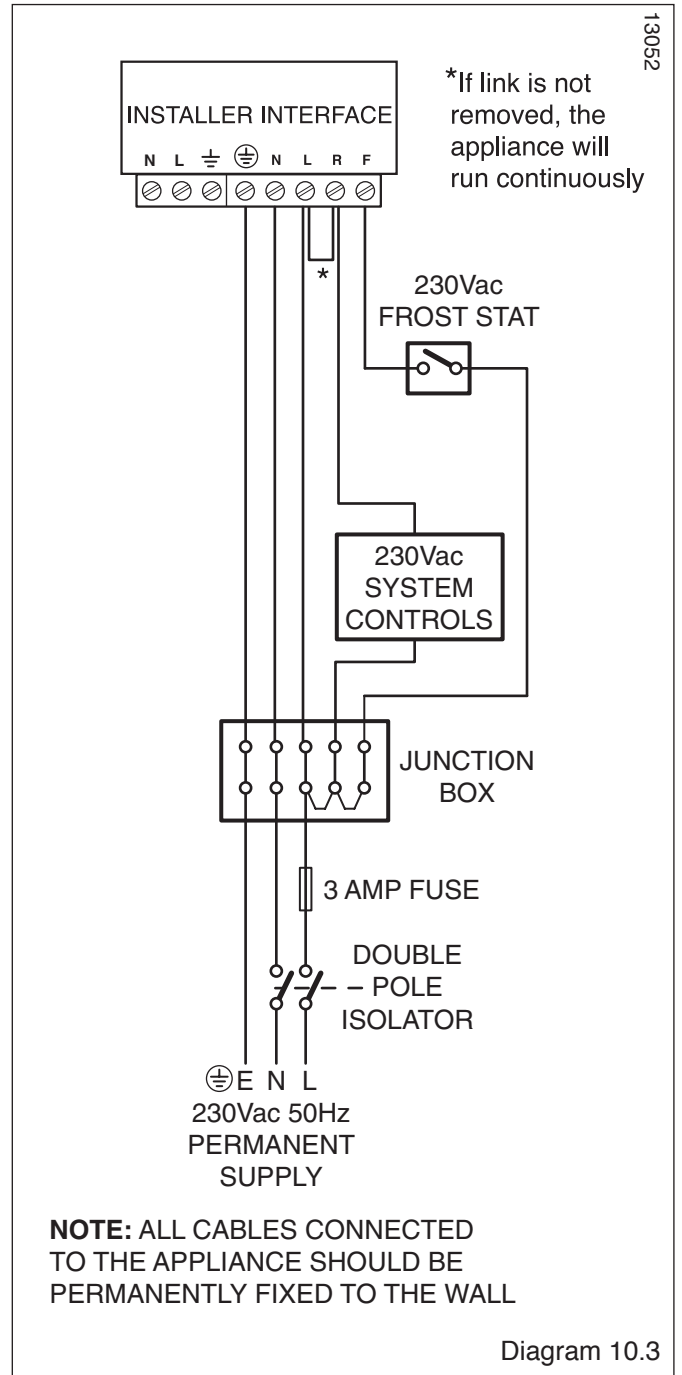 13052
*If link is not
removed, the
appliance will
run continuously
INSTALLER INTERFACE
N L ⏚ ⏚ N L R F
*
230Vac
FROST STAT
230Vac
SYSTEM
CONTROLS
JUNCTION
BOX
3 AMP FUSE
DOUBLE
POLE
ISOLATOR
⏚ E N L
230Vac 50Hz
PERMANENT
SUPPLY
NOTE: ALL CABLES CONNECTED
TO THE APPLIANCE SHOULD BE
PERMANENTLY FIXED TO THE WALL
Diagram 10.3